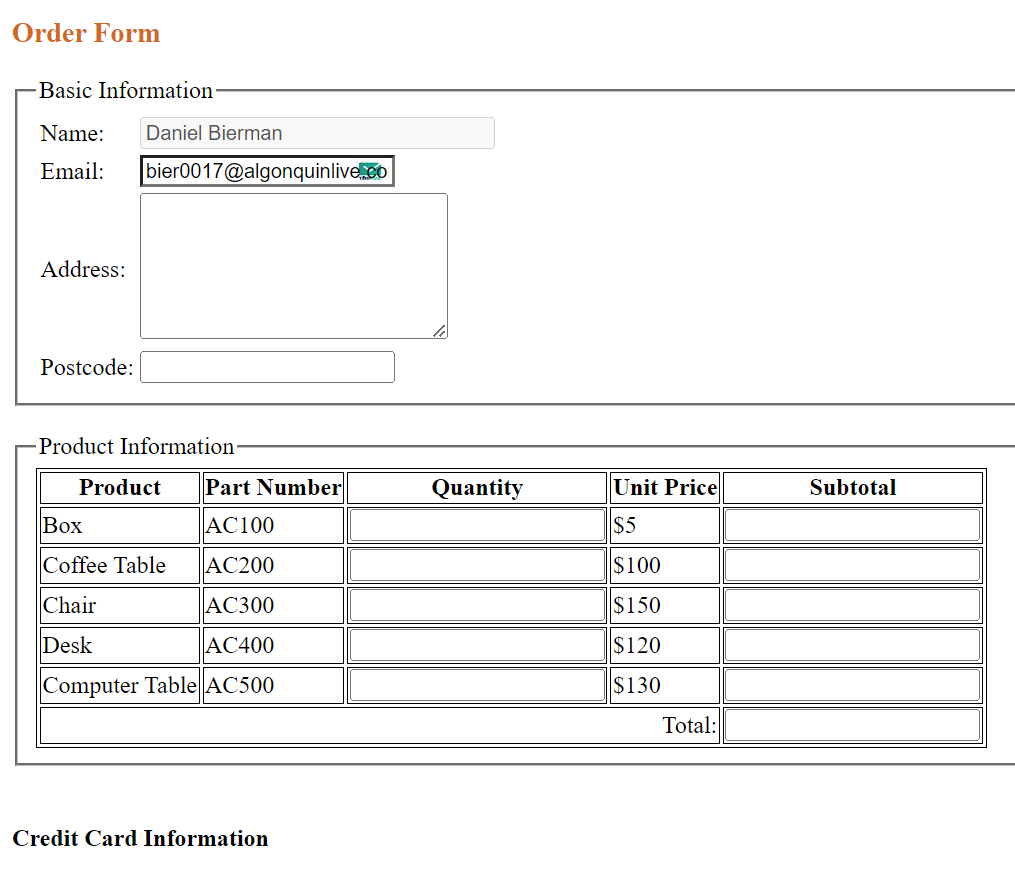 Order Form
Basic Information
Name: Daniel Bierman
Email: bier0017@algonquinlive.co
Address:
Postcode:
Product Information
Product Part Number Quantity Unit Price Subtotal
Box AC100 $5
Coffee Table AC200 $100
Chair AC300 $150
Desk AC400 $120
Computer Table AC500 $130
Total:
Credit Card Information